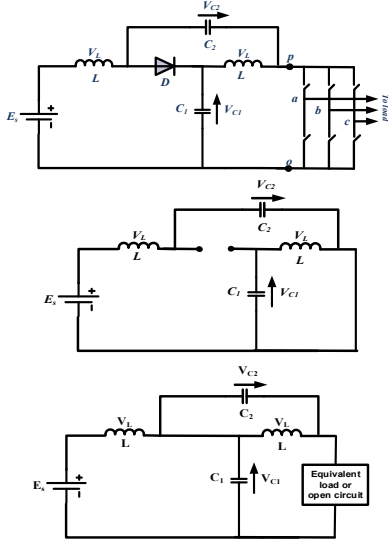 V_C2
C_2
V_L
L
D
V_L
L
p
C_1
V_C1
E_s
+
a
b
c
To load
o
V_C2
C_2
V_L
L
V_L
L
E_s
+
C_1
V_C1
V_C2
C_2
V_L
L
V_L
L
E_s
+
C_1
V_C1
Equivalent
load or
open circuit